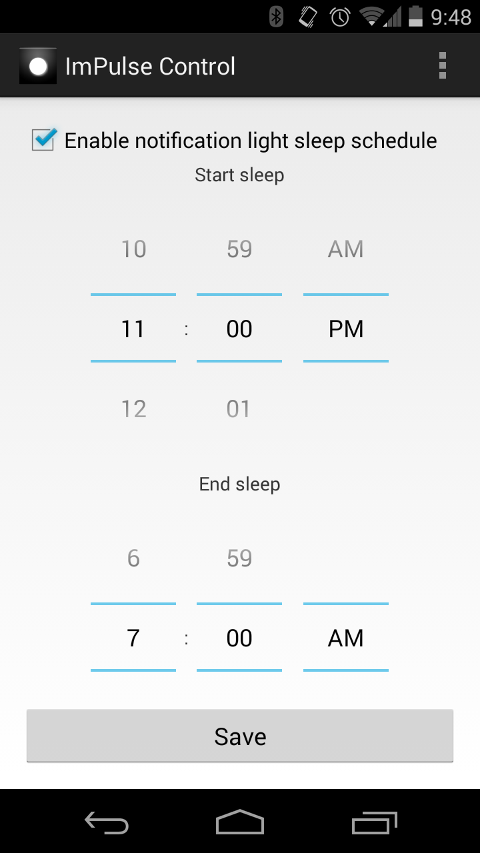 9:48
ImPulse Control
Enable notification light sleep schedule
Start sleep
10 59 AM
11 : 00 PM
12 01
End sleep
6 59
7 : 00 AM
Save